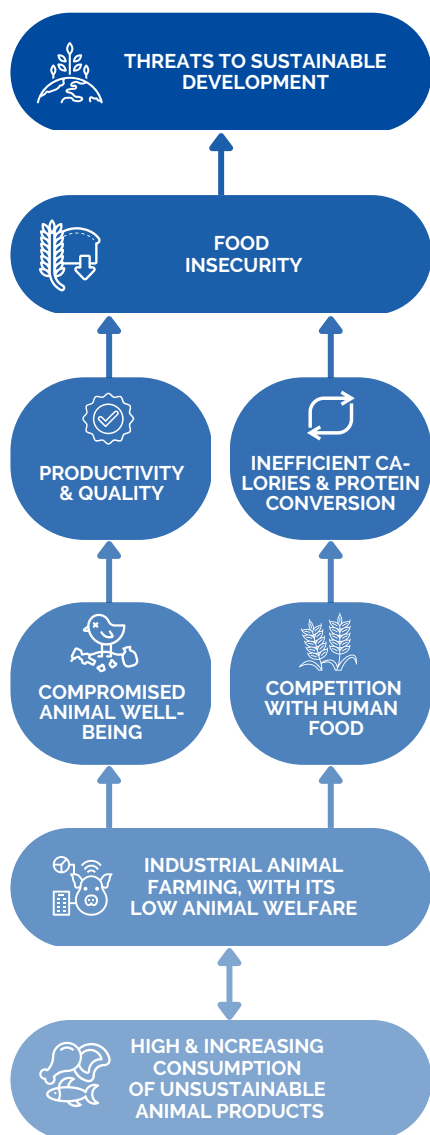 THREATS TO SUSTAINABLE
DEVELOPMENT
FOOD
INSECURITY
PRODUCTIVITY
& QUALITY
INEFFICIENT CA-
LORIES & PROTEIN
CONVERSION
COMPROMISED
ANIMAL WELL-
BEING
COMPETITION
WITH HUMAN
FOOD
INDUSTRIAL ANIMAL
FARMING, WITH ITS
LOW ANIMAL WELFARE
HIGH & INCREASING
CONSUMPTION
OF UNSUSTAINABLE
ANIMAL PRODUCTS